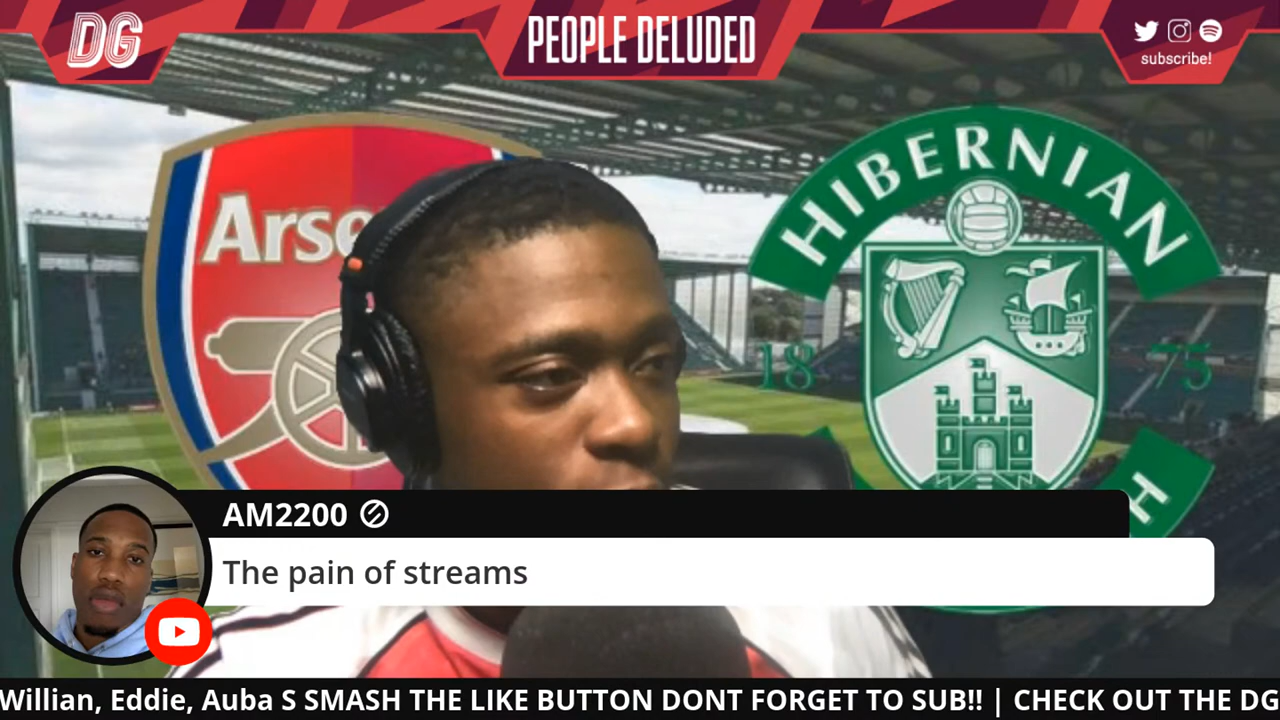 DG
PEOPLE DELUDED
subscribe!
Arse
HIBERNIAN
18 75
H
AM2200
The pain of streams
Willian, Eddie, Auba S SMASH THE LIKE BUTTON DONT FORGET TO SUB!! | CHECK OUT THE DG